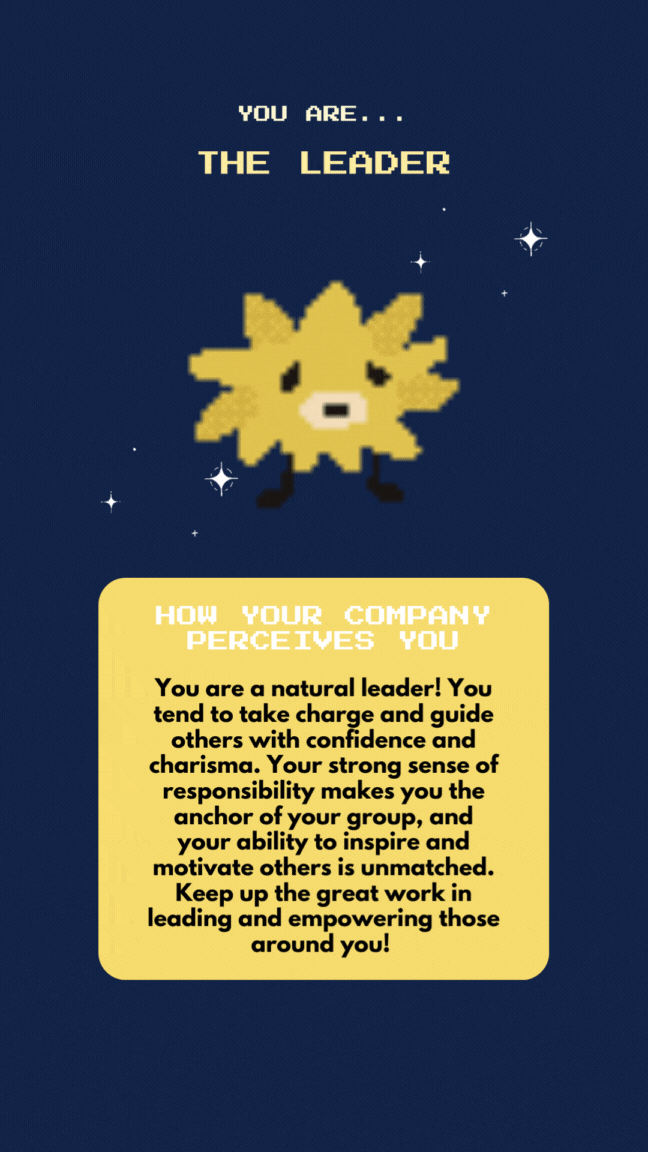 YOU ARE...
THE LEADER
HOW YOUR COMPANY
PERCEIVES YOU
You are a natural leader! You
tend to take charge and guide
others with confidence and
charisma. Your strong sense of
responsibility makes you the
anchor of your group, and
your ability to inspire and
motivate others is unmatched.
Keep up the great work in
leading and empowering those
around you!